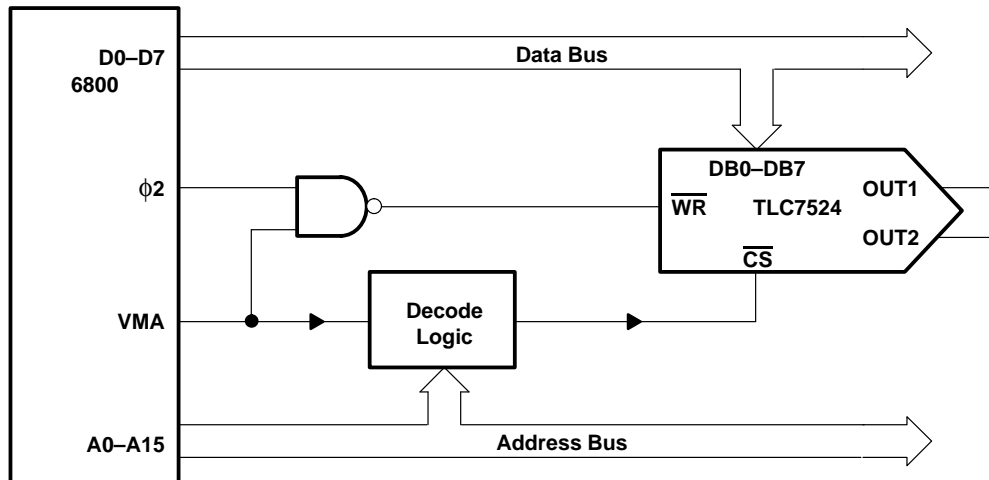 D0–D7
6800
Data Bus
DB0–DB7
ϕ2
OUT1
WR
TLC7524
OUT2
CS
VMA
Decode
Logic
A0–A15
Address Bus